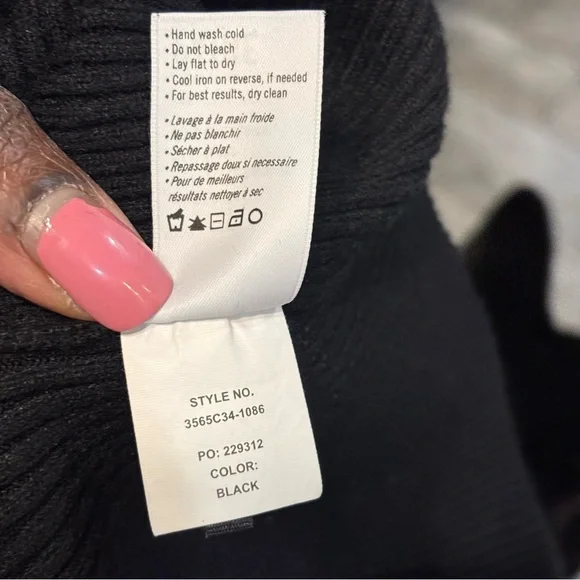 • Hand wash cold
• Do not bleach
• Lay flat to dry
• Cool iron on reverse, if needed
• For best results, dry clean
• Lavage à la main froide
• Ne pas blanchir
• Sécher à plat
• Repassage doux si necessaire
• Pour de meilleurs
résultats nettoyer à sec
STYLE NO.
3565C34-1086
PO: 229312
COLOR:
BLACK